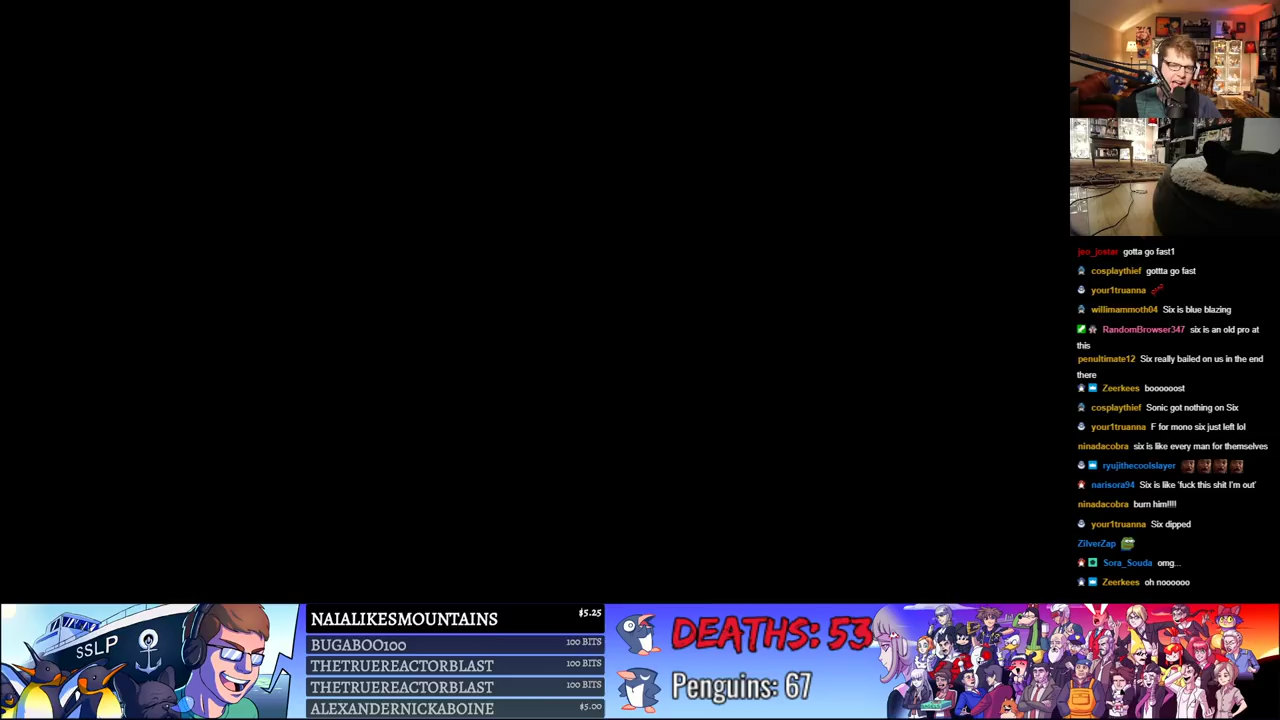 jeo_jostar gotta go fast1
cosplaythief gottta go fast
your1truanna
willimammoth04 Six is blue blazing
RandomBrowser347 six is an old pro at
this
penultimate12 Six really bailed on us in the end
there
Zeerkees boooooost
cosplaythief Sonic got nothing on Six
your1truanna F for mono six just left lol
ninadacobra six is like every man for themselves
ryujithecoolslayer
narisora94 Six is like 'fuck this shit I'm out'
ninadacobra burn him!!!!
your1truanna Six dipped
ZilverZap
Sora_Souda omg...
Zeerkees oh noooooo
SSLP
NAIALIKESMOUNTAINS $5.25
BUGABOO100 100 BITS
THETRUEREACTORBLAST 100 BITS
THETRUEREACTORBLAST 100 BITS
ALEXANDERNICKABOINE $5.00
DEATHS: 53
Penguins: 67